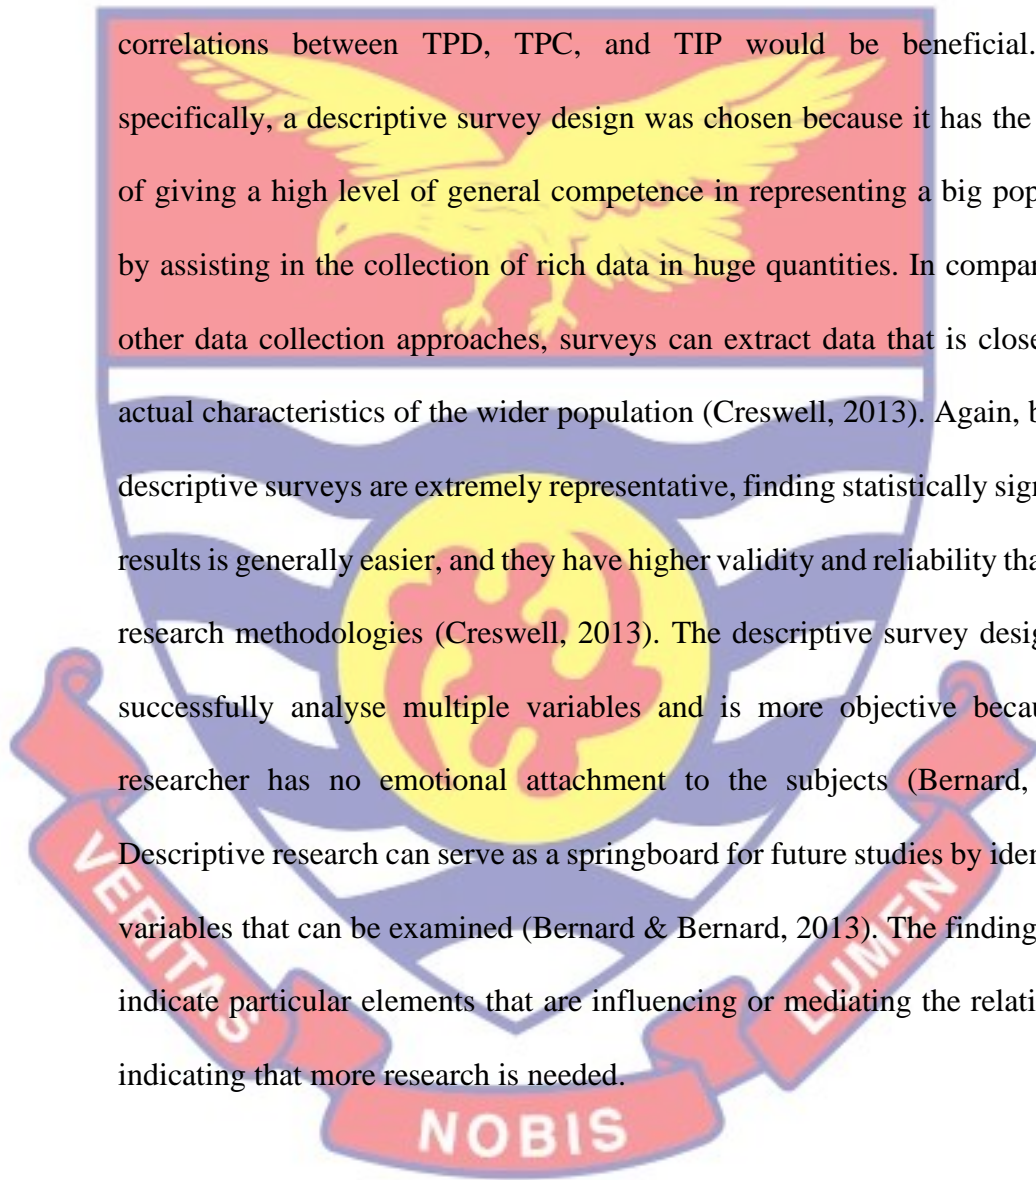 correlations between TPD, TPC, and TIP would be beneficial.
specifically, a descriptive survey design was chosen because it has the
of giving a high level of general competence in representing a big pop
by assisting in the collection of rich data in huge quantities. In compar
other data collection approaches, surveys can extract data that is close
actual characteristics of the wider population (Creswell, 2013). Again, b
descriptive surveys are extremely representative, finding statistically sign
results is generally easier, and they have higher validity and reliability tha
research methodologies (Creswell, 2013). The descriptive survey desig
successfully analyse multiple variables and is more objective becau
researcher has no emotional attachment to the subjects (Bernard,
Descriptive research can serve as a springboard for future studies by iden
variables that can be examined (Bernard & Bernard, 2013). The finding
indicate particular elements that are influencing or mediating the relati
indicating that more research is needed.
VERITAS
NOBIS
LUMEN